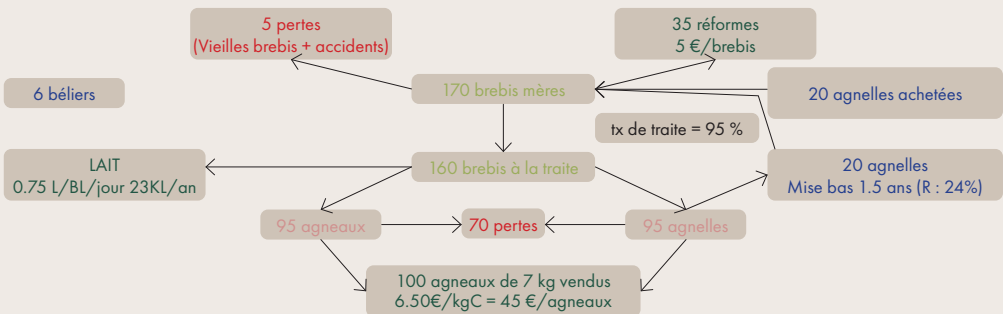 5 pertes
(Vieilles brebis + accidents)
35 réformes
5 €/brebis
6 béliers
170 brebis mères
20 agnelles achetées
tx de traite = 95 %
LAIT
0.75 L/BL/jour 23KL/an
160 brebis à la traite
20 agnelles
Mise bas 1.5 ans (R : 24%)
95 agneaux
70 pertes
95 agnelles
100 agneaux de 7 kg vendus
6.50€/kgC = 45 €/agneaux